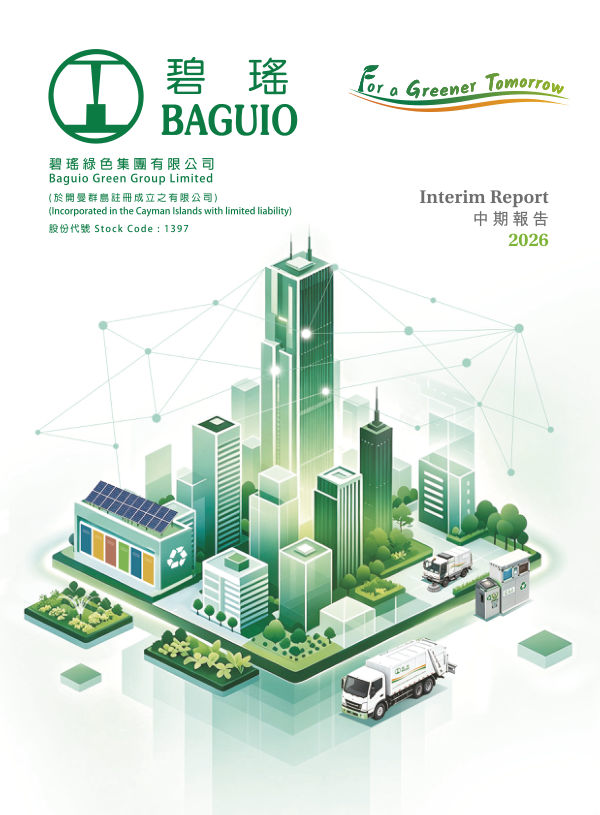 碧瑤
BAGUIO
For a Greener Tomorrow
碧瑤綠色集團有限公司
Baguio Green Group Limited
(於開曼群島註冊成立之有限公司)
(Incorporated in the Cayman Islands with limited liability)
股份代號 Stock Code : 1397
Interim Report
中期報告
2026